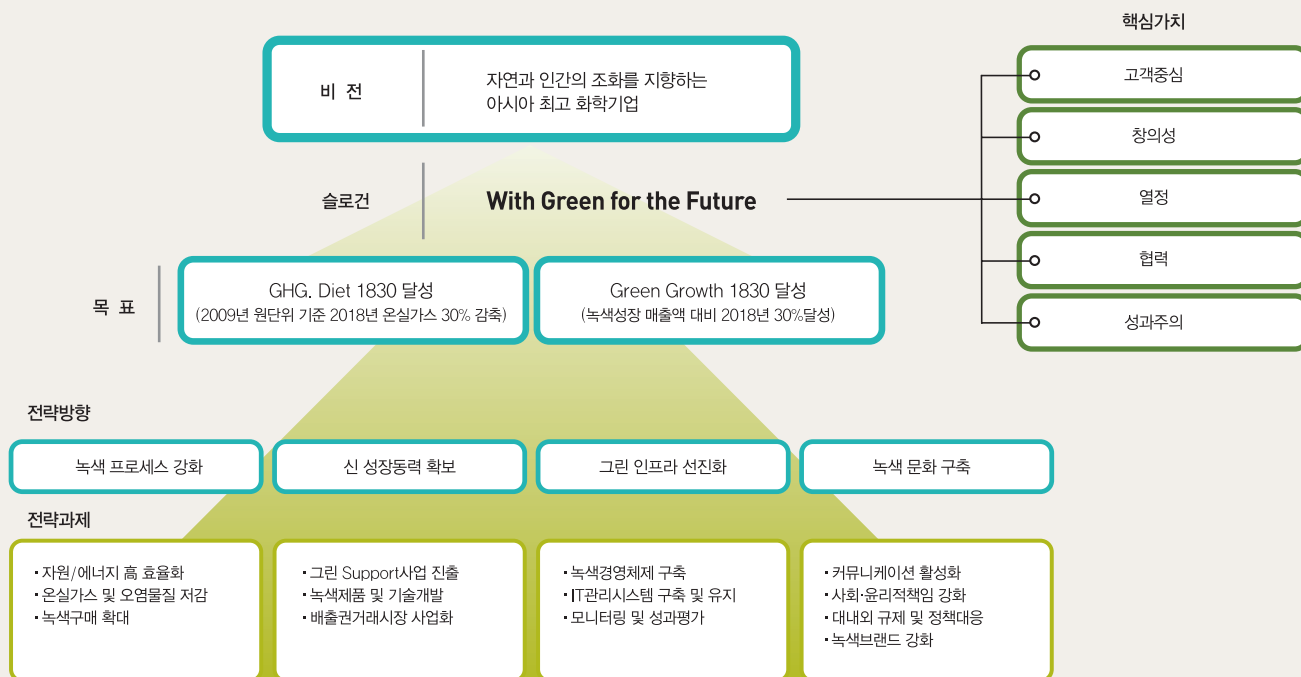 비 전
자연과 인간의 조화를 지향하는
아시아 최고 화학기업
슬로건
With Green for the Future
핵심가치
고객중심
창의성
열정
협력
성과주의
목 표
GHG. Diet 1830 달성
(2009년 원단위 기준 2018년 온실가스 30% 감축)
Green Growth 1830 달성
(녹색성장 매출액 대비 2018년 30%달성)
전략방향
녹색 프로세스 강화
신 성장동력 확보
그린 인프라 선진화
녹색 문화 구축
전략과제
· 자원/에너지 高 효율화
· 온실가스 및 오염물질 저감
· 녹색구매 확대
· 그린 Support사업 진출
· 녹색제품 및 기술개발
· 배출권거래시장 사업화
· 녹색경영체제 구축
· IT관리시스템 구축 및 유지
· 모니터링 및 성과평가
· 커뮤니케이션 활성화
· 사회·윤리적책임 강화
· 대내외 규제 및 정책대응
· 녹색브랜드 강화